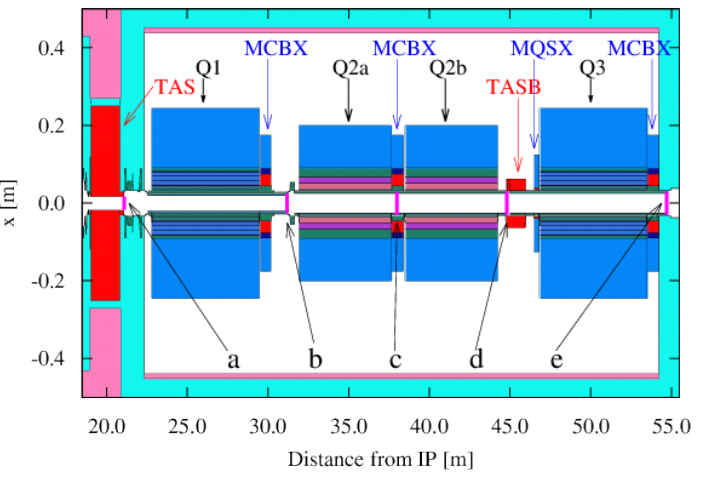 0.4
0.2
0.0
-0.2
-0.4
x [m]
MCBX MCBX MQSX MCBX
Q1 Q2a Q2b Q3
TAS TASB
a b c d e
20.0 25.0 30.0 35.0 40.0 45.0 50.0 55.0
Distance from IP [m]